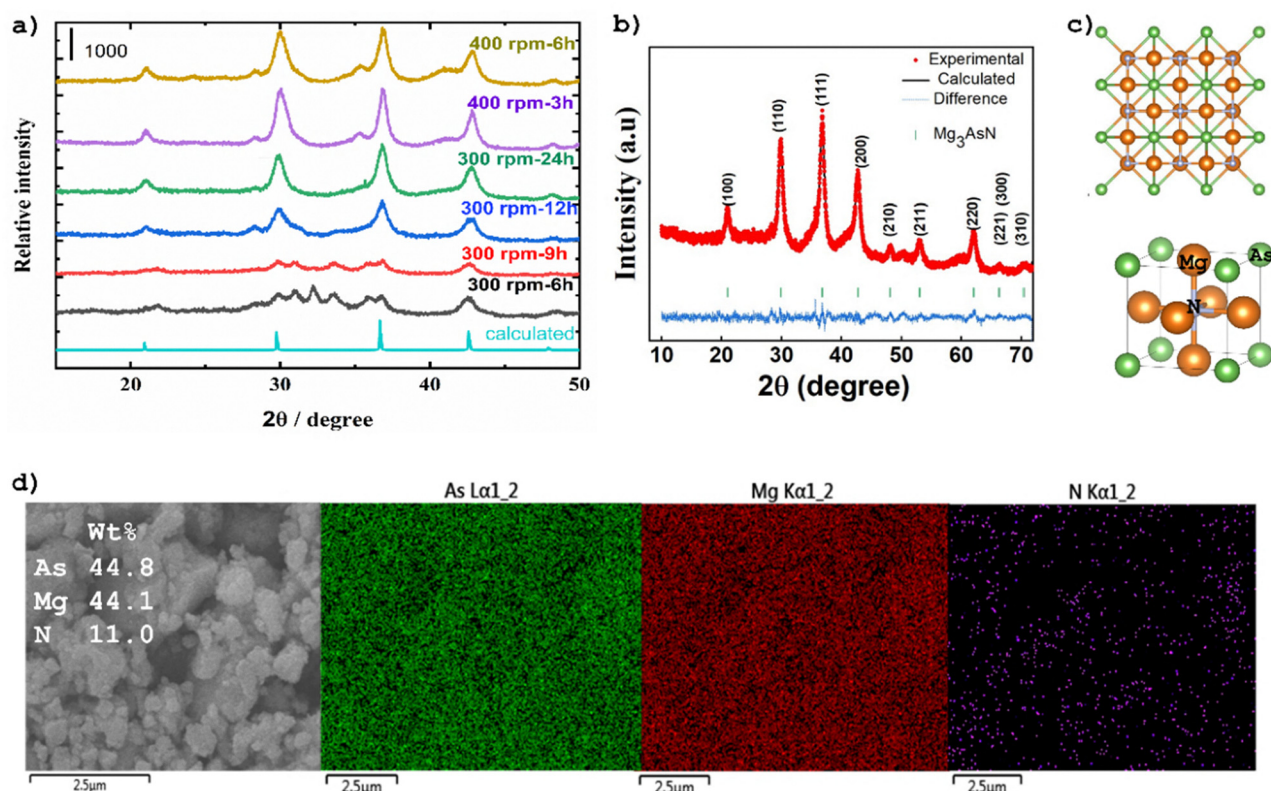 a)
1000
400 rpm-6h
400 rpm-3h
300 rpm-24h
300 rpm-12h
300 rpm-9h
300 rpm-6h
calculated
Relative intensity
20 30 40 50
2θ / degree
b)
Experimental
Calculated
Difference
Mg₃AsN
(100)
(110)
(111)
(200)
(210)
(211)
(220)
(221)
(300)
(310)
Intensity (a.u)
10 20 30 40 50 60 70
2θ (degree)
c)
Mg
As
N
d)
As Lα1_2
Mg Kα1_2
N Kα1_2
Wt%
As 44.8
Mg 44.1
N 11.0
2.5µm
2.5µm
2.5µm
2.5µm